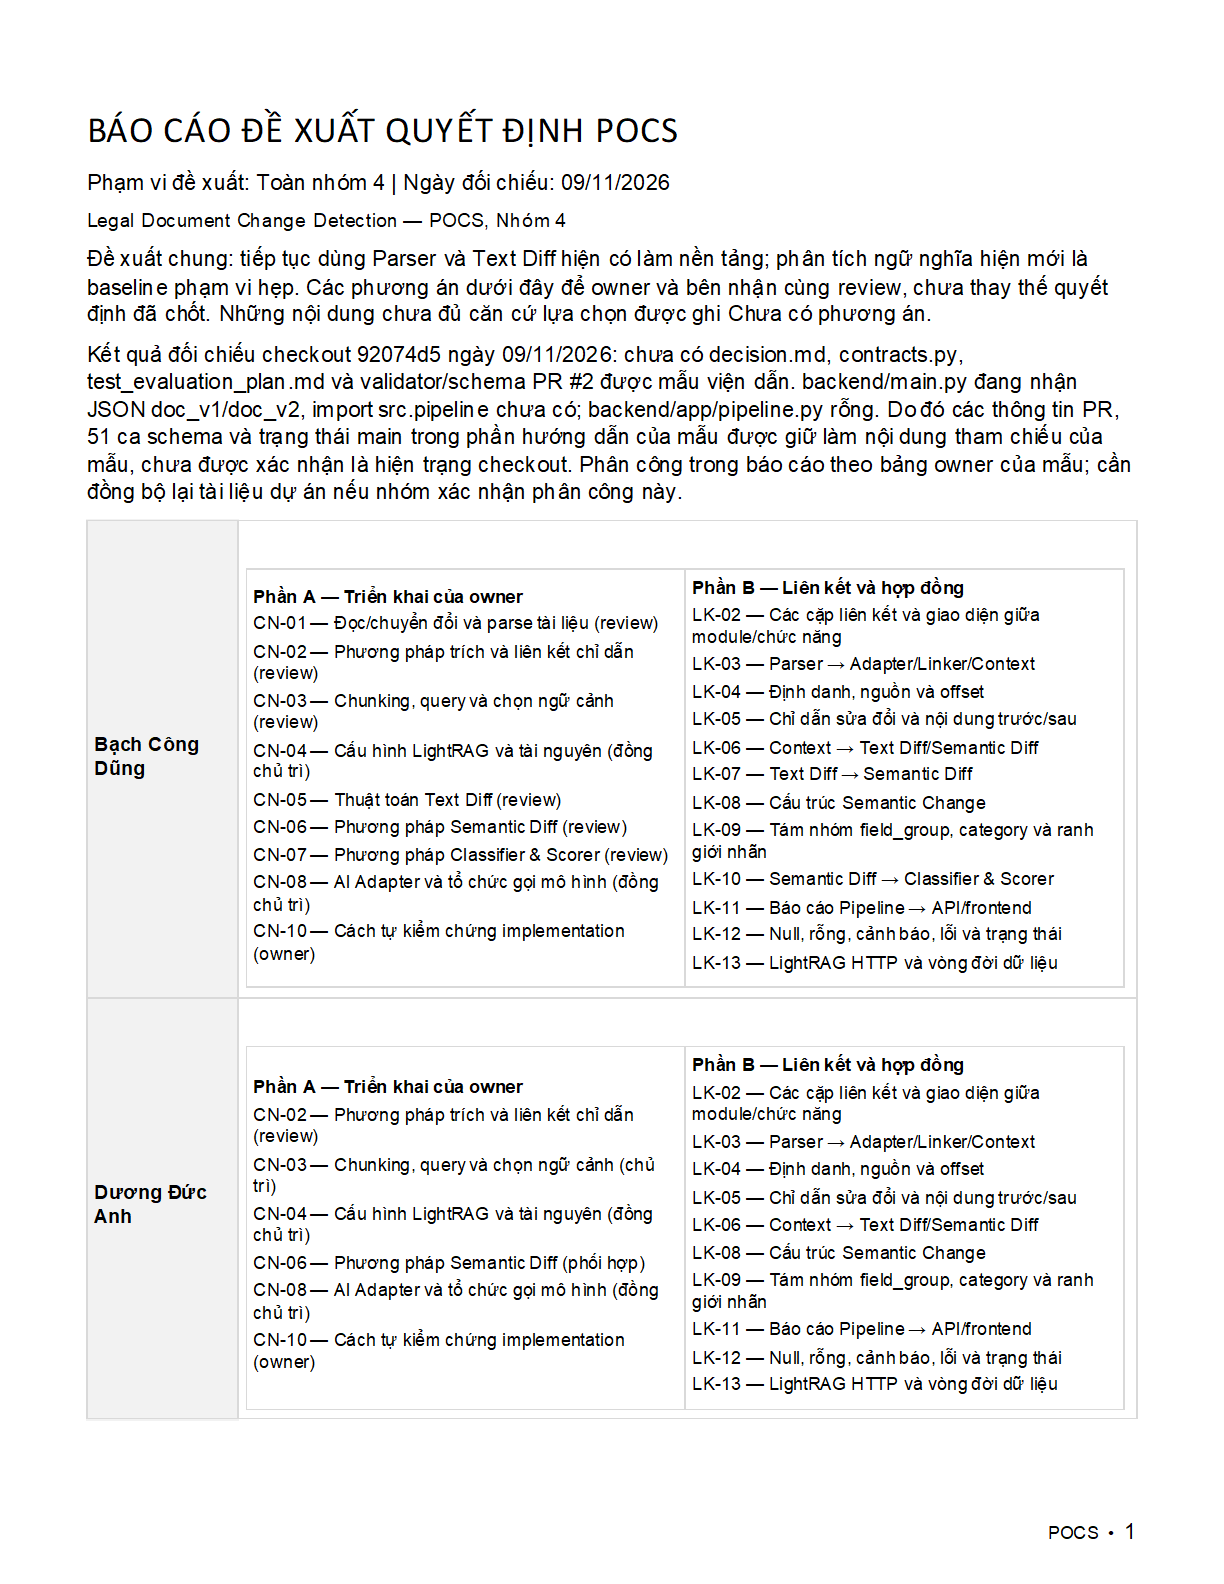 BÁO CÁO ĐỀ XUẤT QUYẾT ĐỊNH POCS
Phạm vi đề xuất: Toàn nhóm 4 | Ngày đối chiếu: 09/11/2026
Legal Document Change Detection — POCS, Nhóm 4
Đề xuất chung: tiếp tục dùng Parser và Text Diff hiện có làm nền tảng; phân tích ngữ nghĩa hiện mới là
baseline phạm vi hẹp. Các phương án dưới đây để owner và bên nhận cùng review, chưa thay thế quyết
định đã chốt. Những nội dung chưa đủ căn cứ lựa chọn được ghi Chưa có phương án.
Kết quả đối chiếu checkout 92074d5 ngày 09/11/2026: chưa có decision.md, contracts.py,
test_evaluation_plan.md và validator/schema PR #2 được mẫu viện dẫn. backend/main.py đang nhận
JSON doc_v1/doc_v2, import src.pipeline chưa có; backend/app/pipeline.py rỗng. Do đó các thông tin PR,
51 ca schema và trạng thái main trong phần hướng dẫn của mẫu được giữ làm nội dung tham chiếu của
mẫu, chưa được xác nhận là hiện trạng checkout. Phân công trong báo cáo theo bảng owner của mẫu; cần
đồng bộ lại tài liệu dự án nếu nhóm xác nhận phân công này.
Bạch Công
Dũng
Phần A — Triển khai của owner
CN-01 — Đọc/chuyển đổi và parse tài liệu (review)
CN-02 — Phương pháp trích và liên kết chỉ dẫn
(review)
CN-03 — Chunking, query và chọn ngữ cảnh
(review)
CN-04 — Cấu hình LightRAG và tài nguyên (đồng
chủ trì)
CN-05 — Thuật toán Text Diff (review)
CN-06 — Phương pháp Semantic Diff (review)
CN-07 — Phương pháp Classifier & Scorer (review)
CN-08 — AI Adapter và tổ chức gọi mô hình (đồng
chủ trì)
CN-10 — Cách tự kiểm chứng implementation
(owner)
Phần B — Liên kết và hợp đồng
LK-02 — Các cặp liên kết và giao diện giữa
module/chức năng
LK-03 — Parser → Adapter/Linker/Context
LK-04 — Định danh, nguồn và offset
LK-05 — Chỉ dẫn sửa đổi và nội dung trước/sau
LK-06 — Context → Text Diff/Semantic Diff
LK-07 — Text Diff → Semantic Diff
LK-08 — Cấu trúc Semantic Change
LK-09 — Tám nhóm field_group, category và ranh
giới nhãn
LK-10 — Semantic Diff → Classifier & Scorer
LK-11 — Báo cáo Pipeline → API/frontend
LK-12 — Null, rỗng, cảnh báo, lỗi và trạng thái
LK-13 — LightRAG HTTP và vòng đời dữ liệu
Dương Đức
Anh
Phần A — Triển khai của owner
CN-02 — Phương pháp trích và liên kết chỉ dẫn
(review)
CN-03 — Chunking, query và chọn ngữ cảnh (chủ
trì)
CN-04 — Cấu hình LightRAG và tài nguyên (đồng
chủ trì)
CN-06 — Phương pháp Semantic Diff (phối hợp)
CN-08 — AI Adapter và tổ chức gọi mô hình (đồng
chủ trì)
CN-10 — Cách tự kiểm chứng implementation
(owner)
Phần B — Liên kết và hợp đồng
LK-02 — Các cặp liên kết và giao diện giữa
module/chức năng
LK-03 — Parser → Adapter/Linker/Context
LK-04 — Định danh, nguồn và offset
LK-05 — Chỉ dẫn sửa đổi và nội dung trước/sau
LK-06 — Context → Text Diff/Semantic Diff
LK-08 — Cấu trúc Semantic Change
LK-09 — Tám nhóm field_group, category và ranh
giới nhãn
LK-11 — Báo cáo Pipeline → API/frontend
LK-12 — Null, rỗng, cảnh báo, lỗi và trạng thái
LK-13 — LightRAG HTTP và vòng đời dữ liệu
POCS • 1